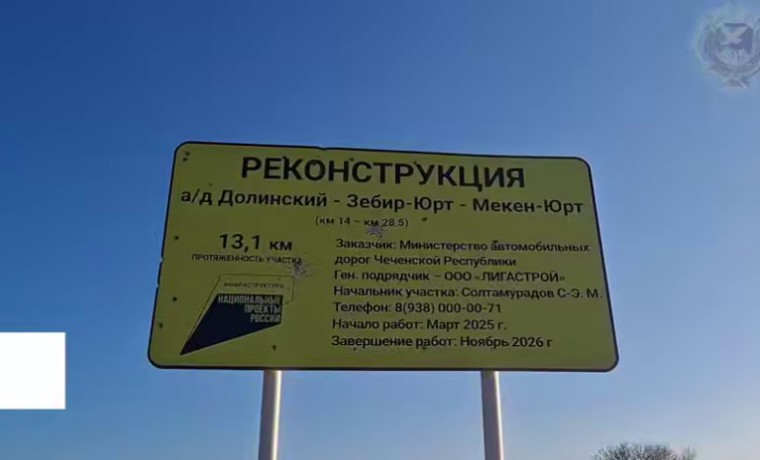 РЕКОНСТРУКЦИЯ
а/д Долинский - Зебир-Юрт - Мекен-Юрт
(км 14 – км 28,5)
13,1 км
ПРОТЯЖЕННОСТЬ УЧАСТКА
ИНФРАСТРУКТУРА
НАЦИОНАЛЬНЫЕ
ПРОЕКТЫ
РОССИИ
Заказчик: Министерство автомобильных
дорог Чеченской Республики
Ген. подрядчик – ООО «ЛИГАСТРОЙ»
Начальник участка: Солтамурадов С-Э. М.
Телефон: 8(938) 000-00-71
Начало работ: Март 2025 г.
Завершение работ: Ноябрь 2026 г